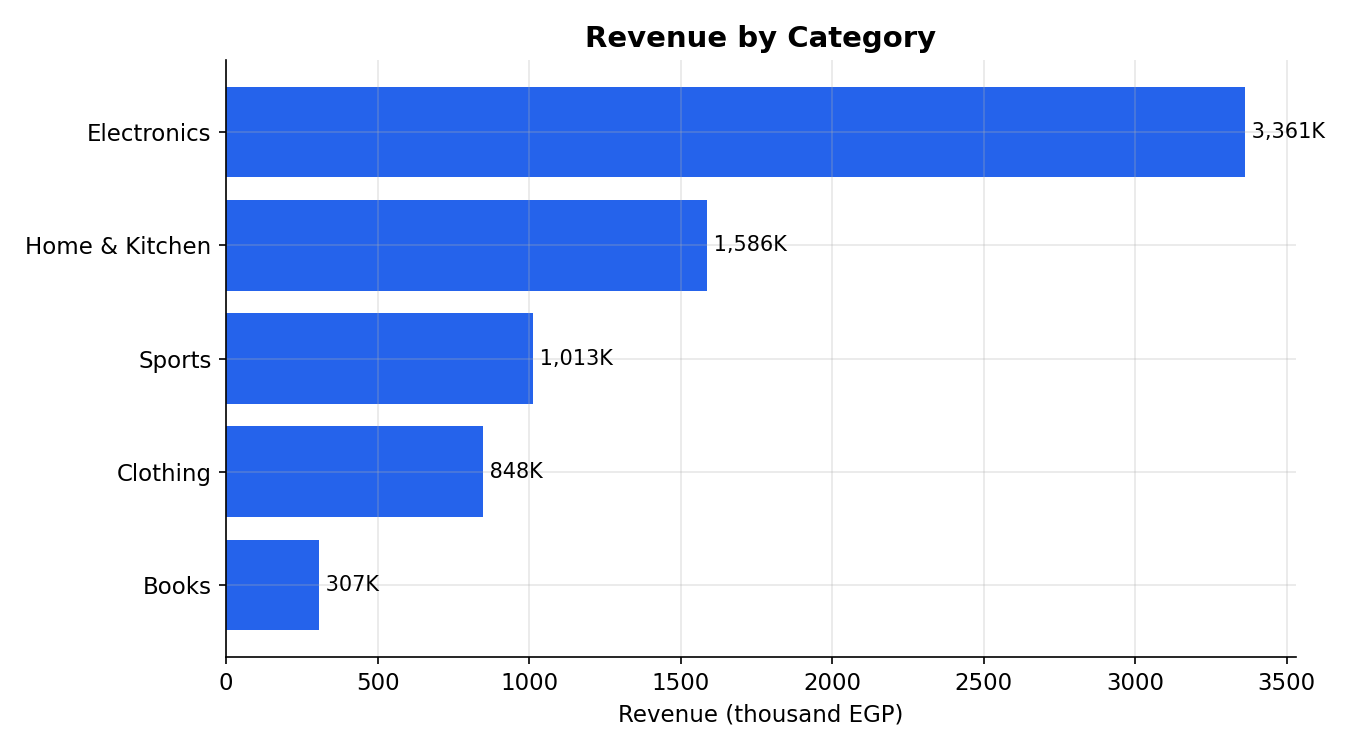 Revenue by Category
Electronics 3,361K
Home & Kitchen 1,586K
Sports 1,013K
Clothing 848K
Books 307K
0 500 1000 1500 2000 2500 3000 3500
Revenue (thousand EGP)